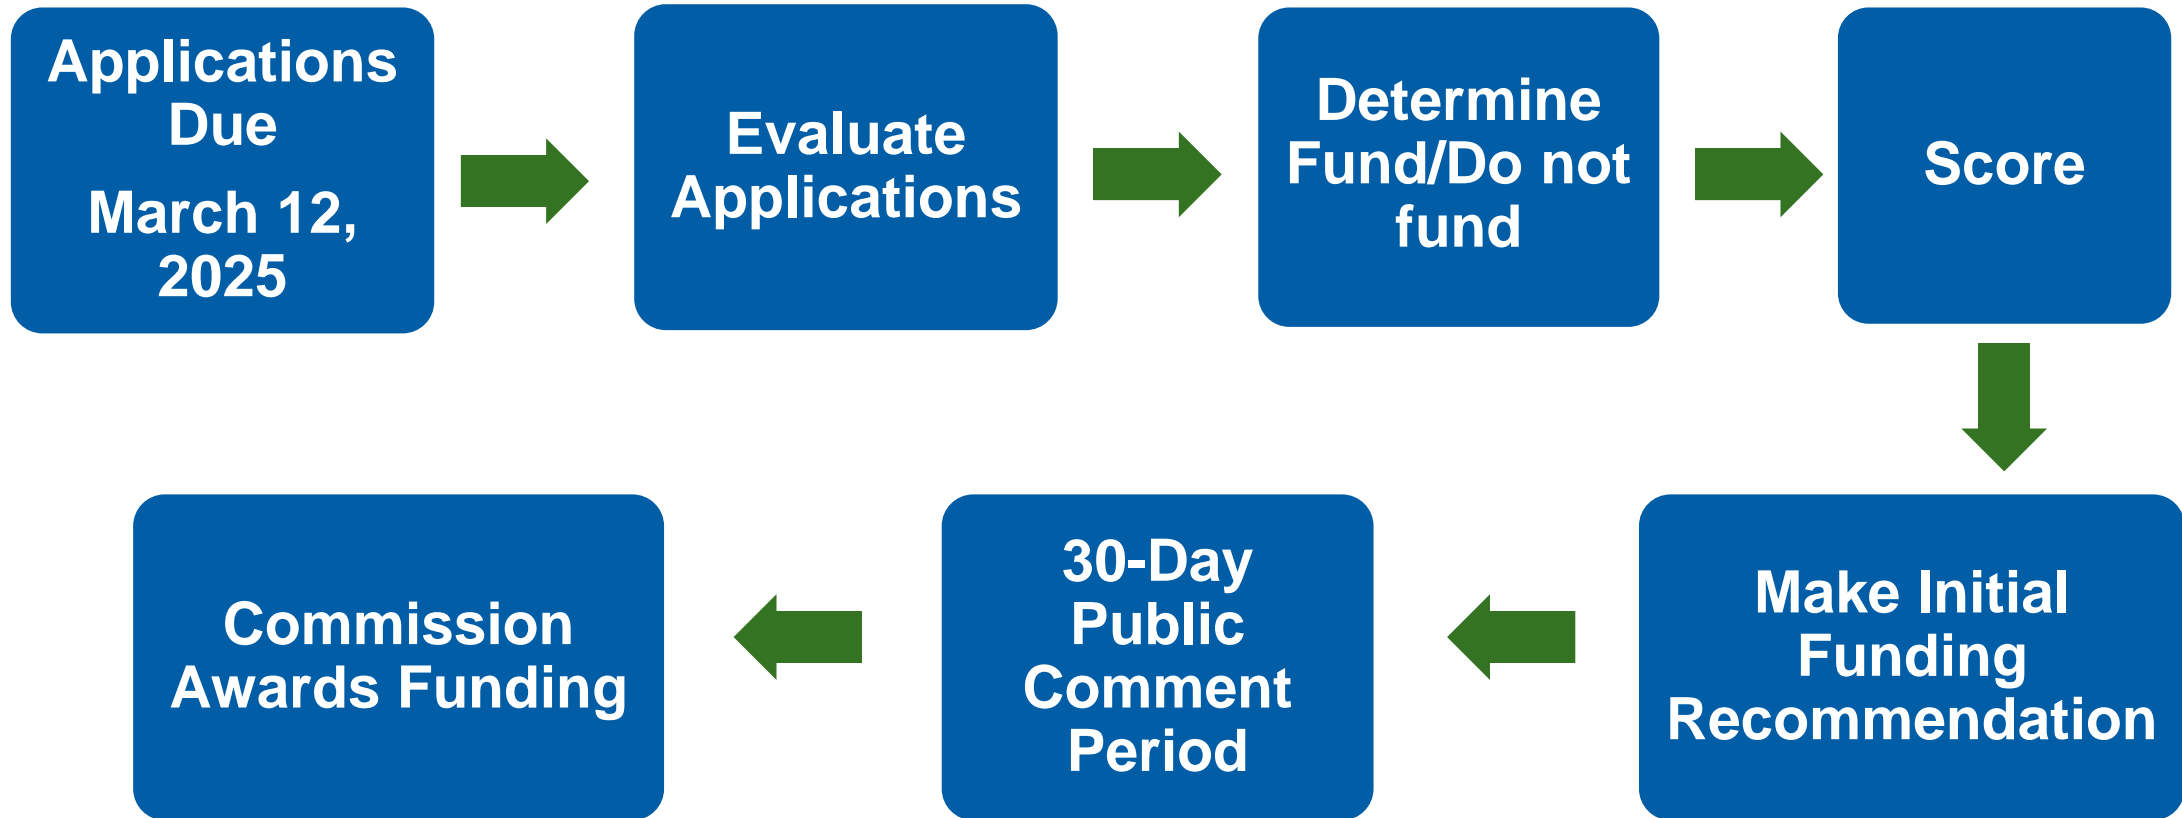 Applications
Due
March 12,
2025
Evaluate
Applications
Determine
Fund/Do not
fund
Score
Make Initial
Funding
Recommendation
30-Day
Public
Comment
Period
Commission
Awards Funding